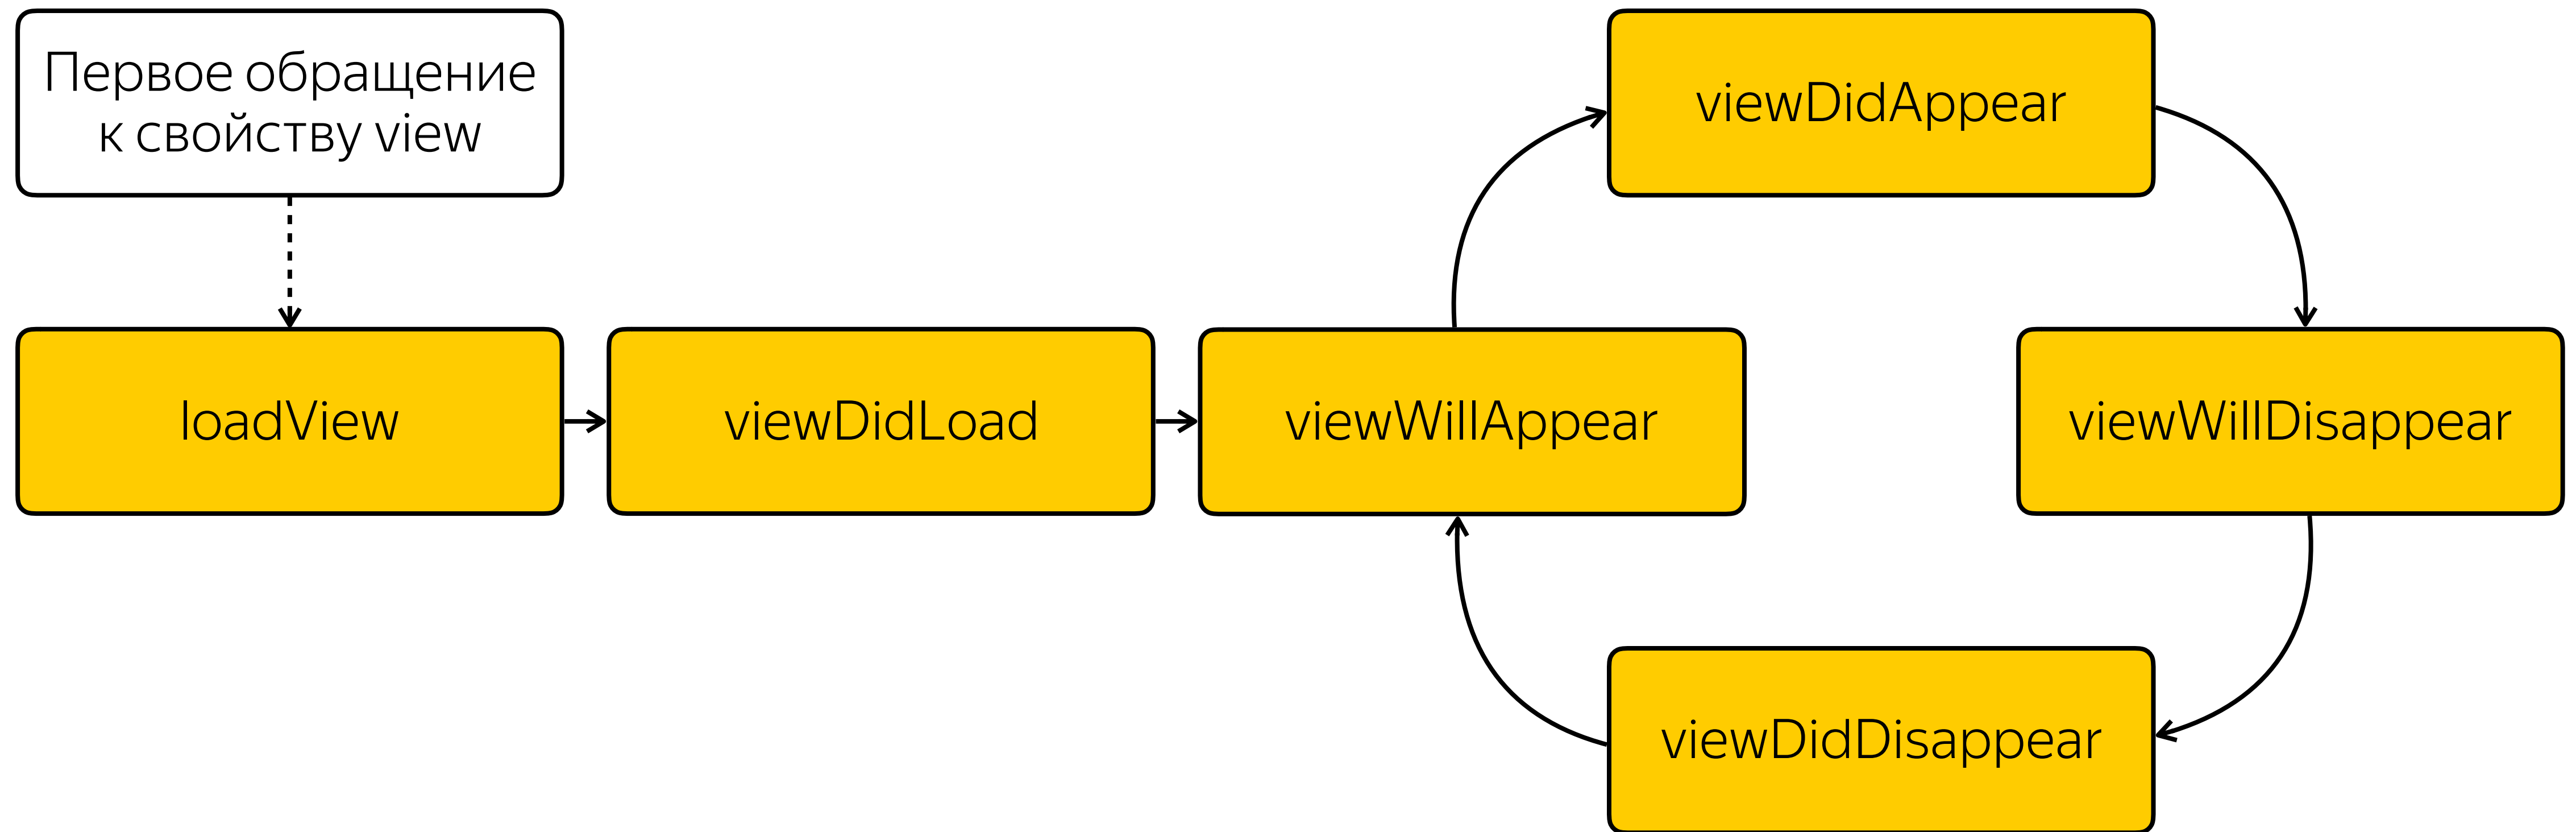 Первое обращение
к свойству view
viewDidAppear
loadView
viewDidLoad
viewWillAppear
viewWillDisappear
viewDidDisappear